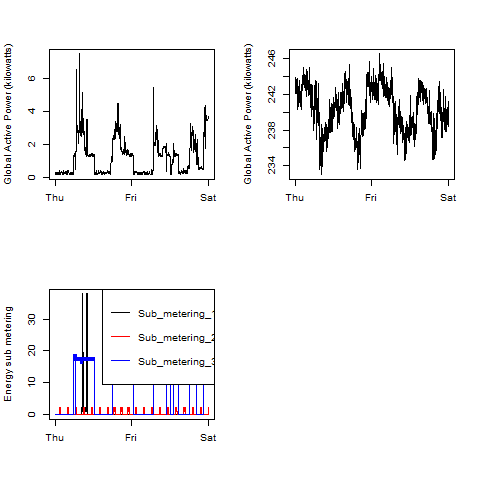 Global Active Power (kilowatts)
0 2 4 6
Thu Fri Sat
Global Active Power (kilowatts)
234 238 242 246
Thu Fri Sat
Energy sub metering
0 10 20 30
Thu Fri Sat
Sub_metering_1
Sub_metering_2
Sub_metering_3